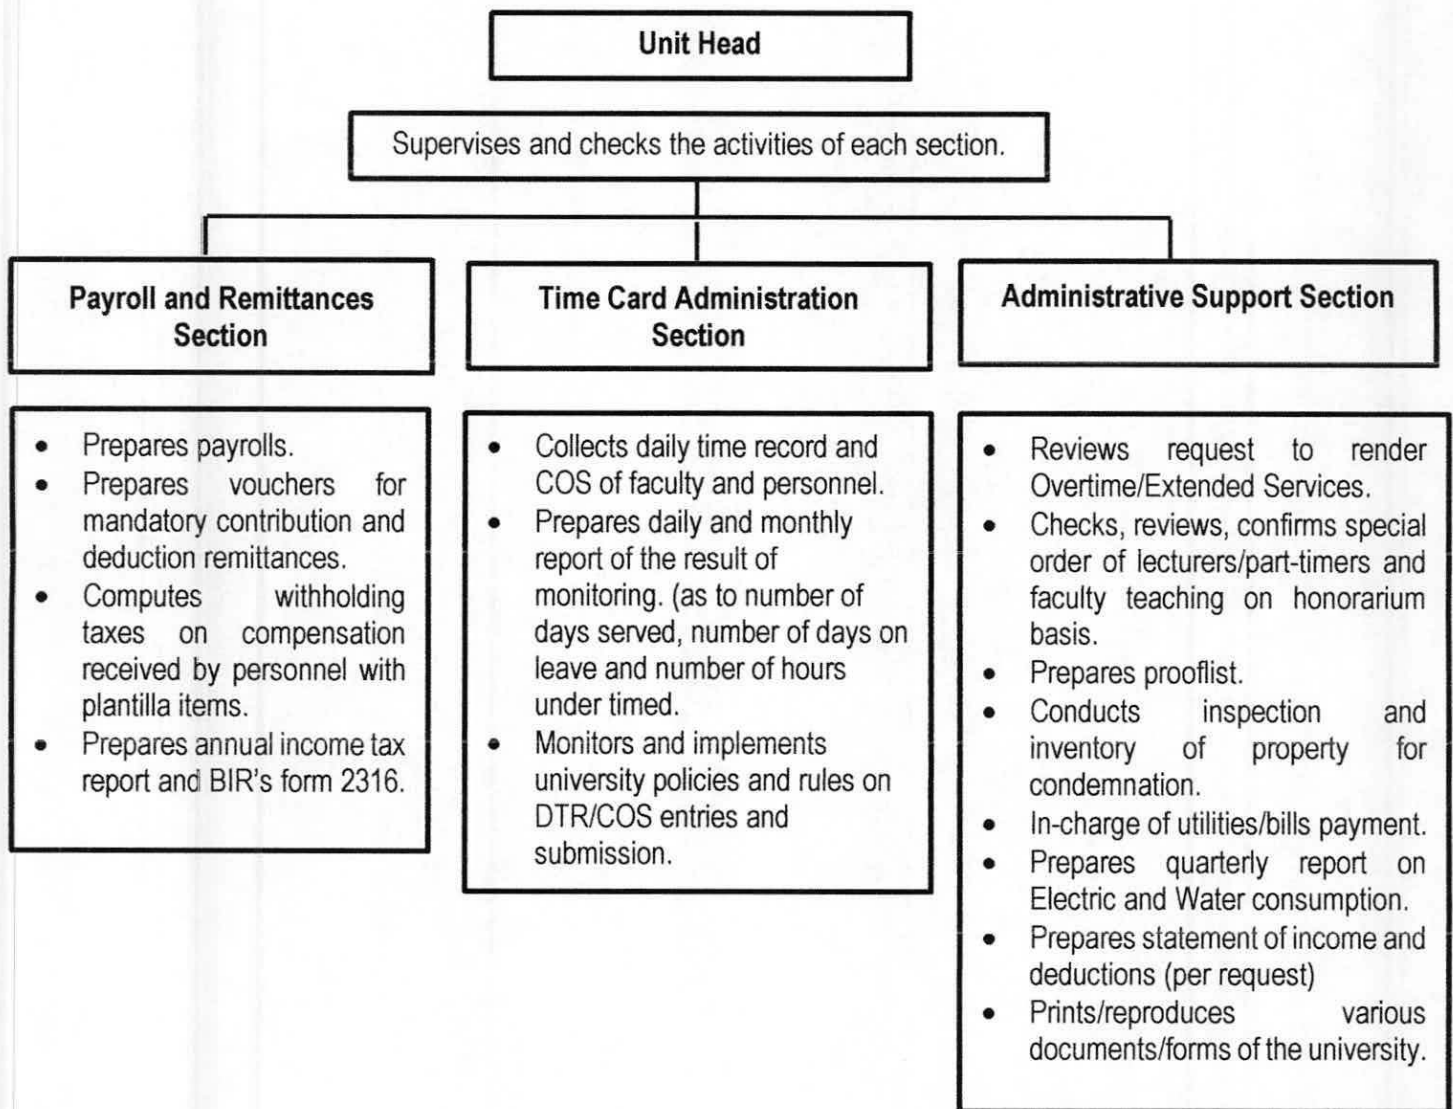 Unit Head
Supervises and checks the activities of each section.
Payroll and Remittances
Section
• Prepares payrolls.
• Prepares vouchers for
mandatory contribution and
deduction remittances.
• Computes withholding
taxes on compensation
received by personnel with
plantilla items.
• Prepares annual income tax
report and BIR's form 2316.
Time Card Administration
Section
• Collects daily time record and
COS of faculty and personnel.
• Prepares daily and monthly
report of the result of
monitoring. (as to number of
days served, number of days on
leave and number of hours
under timed.
• Monitors and implements
university policies and rules on
DTR/COS entries and
submission.
Administrative Support Section
• Reviews request to render
Overtime/Extended Services.
• Checks, reviews, confirms special
order of lecturers/part-timers and
faculty teaching on honorarium
basis.
• Prepares prooflist.
• Conducts inspection and
inventory of property for
condemnation.
• In-charge of utilities/bills payment.
• Prepares quarterly report on
Electric and Water consumption.
• Prepares statement of income and
deductions (per request)
• Prints/reproduces various
documents/forms of the university.